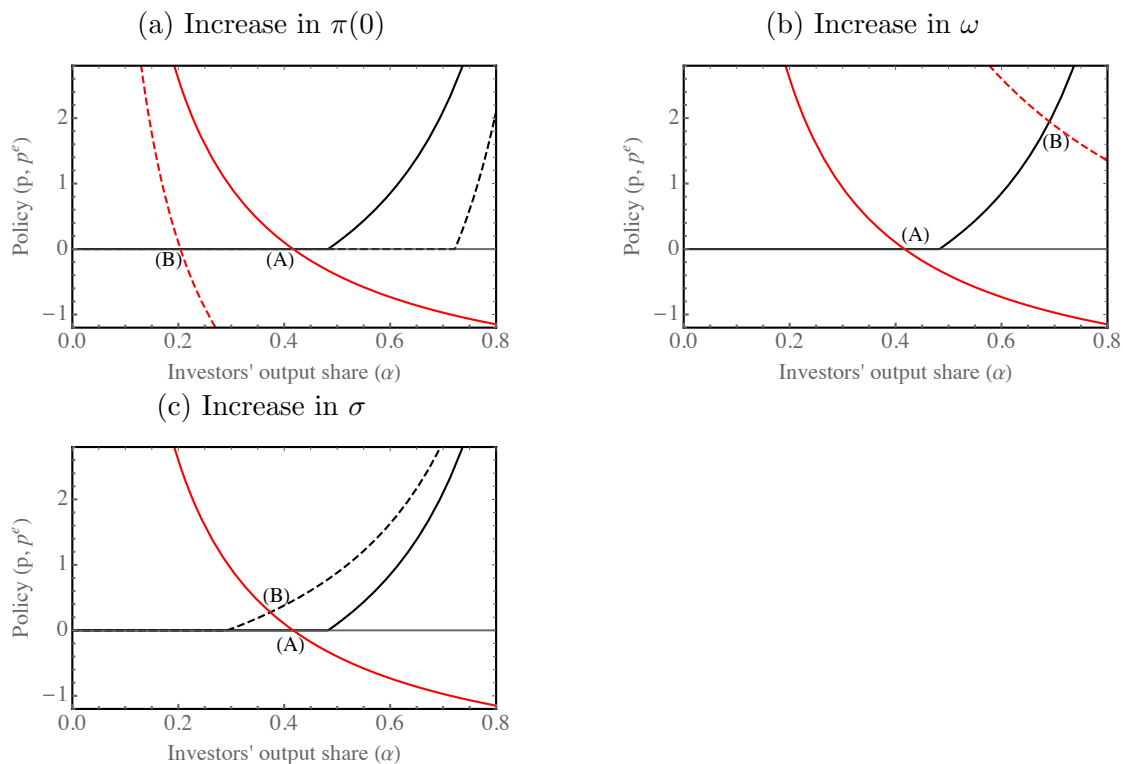 (a) Increase in π(0)
Policy (p, pᵉ)
2
1
0
−1
(B)
(A)
0.0 0.2 0.4 0.6 0.8
Investors' output share (α)
(b) Increase in ω
Policy (p, pᵉ)
2
1
0
−1
(B)
(A)
0.0 0.2 0.4 0.6 0.8
Investors' output share (α)
(c) Increase in σ
Policy (p, pᵉ)
2
1
0
−1
(B)
(A)
0.0 0.2 0.4 0.6 0.8
Investors' output share (α)